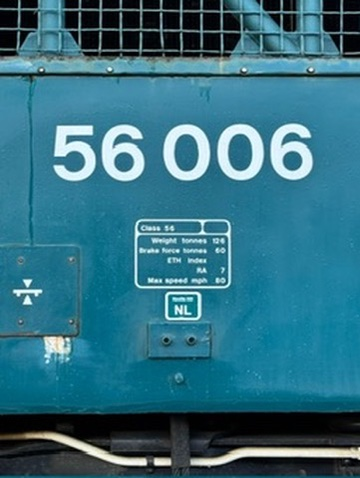 56 006
Class 56
Weight tonnes 126
Brake force tonnes 60
ETH index
RA 7
Max speed mph 80
NL